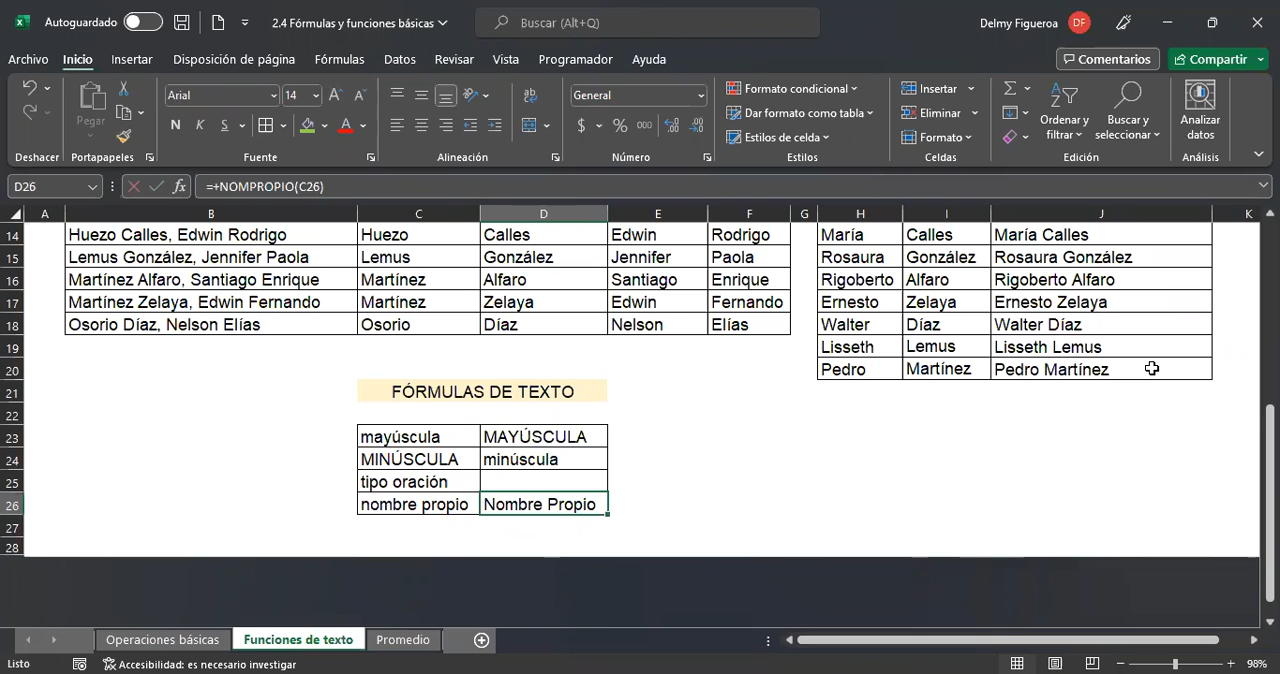 Autoguardado 2.4 Fórmulas y funciones básicas Buscar (Alt+Q) Delmy Figueroa DF
Archivo Inicio Insertar Disposición de página Fórmulas Datos Revisar Vista Programador Ayuda Comentarios Compartir
Pegar Arial 14 General Formato condicional Insertar
N K S $ % 000 Dar formato como tabla Eliminar Ordenar y filtrar Buscar y seleccionar Analizar datos
Estilos de celda Formato
Deshacer Portapapeles Fuente Alineación Número Estilos Celdas Edición Análisis
D26 fx =+NOMPROPIO(C26)
A B C D E F G H I J K
14 Huezo Calles, Edwin Rodrigo Huezo Calles Edwin Rodrigo María Calles María Calles
15 Lemus González, Jennifer Paola Lemus González Jennifer Paola Rosaura González Rosaura González
16 Martínez Alfaro, Santiago Enrique Martínez Alfaro Santiago Enrique Rigoberto Alfaro Rigoberto Alfaro
17 Martínez Zelaya, Edwin Fernando Martínez Zelaya Edwin Fernando Ernesto Zelaya Ernesto Zelaya
18 Osorio Díaz, Nelson Elías Osorio Díaz Nelson Elías Walter Díaz Walter Díaz
19 Lisseth Lemus Lisseth Lemus
20 Pedro Martínez Pedro Martínez
21 FÓRMULAS DE TEXTO
22
23 mayúscula MAYÚSCULA
24 MINÚSCULA minúscula
25 tipo oración
26 nombre propio Nombre Propio
27
28
Operaciones básicas Funciones de texto Promedio
Listo Accesibilidad: es necesario investigar 98%